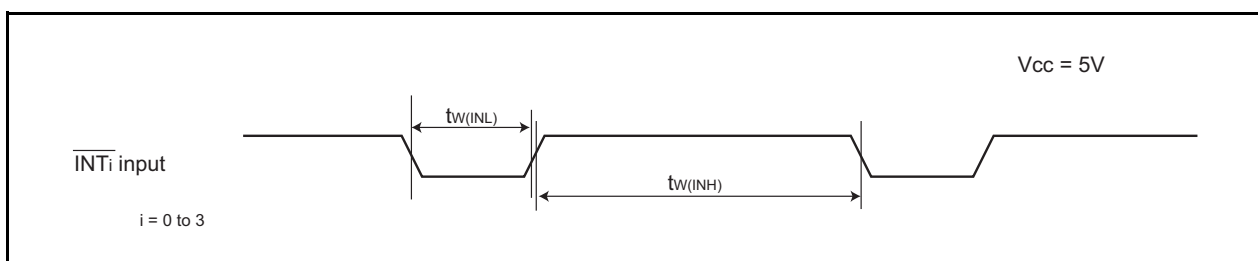 Vcc = 5V
tW(INL)
INTi input
tW(INH)
i = 0 to 3